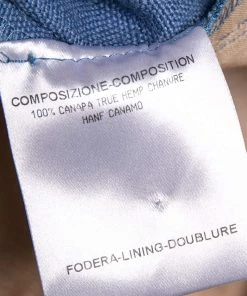 COMPOSIZIONE-COMPOSITION
100% CANAPA TRUE HEMP CHANVRE
HANF CANAMO
FODERA-LINING-DOUBLURE